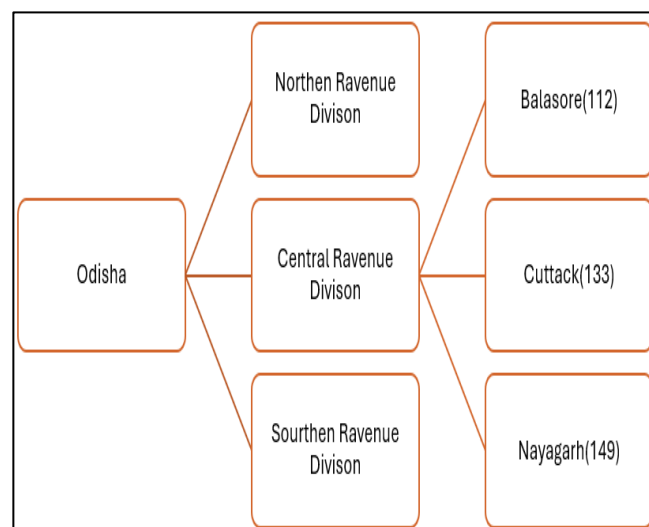 Odisha
Northen Ravenue
Divison
Central Ravenue
Divison
Sourthen Ravenue
Divison
Balasore(112)
Cuttack(133)
Nayagarh(149)